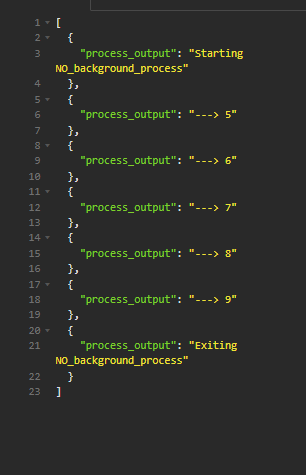 1 [
2 {
3 "process_output": "Starting
NO_background_process"
4 },
5 {
6 "process_output": "---> 5"
7 },
8 {
9 "process_output": "---> 6"
10 },
11 {
12 "process_output": "---> 7"
13 },
14 {
15 "process_output": "---> 8"
16 },
17 {
18 "process_output": "---> 9"
19 },
20 {
21 "process_output": "Exiting
NO_background_process"
22 }
23 ]